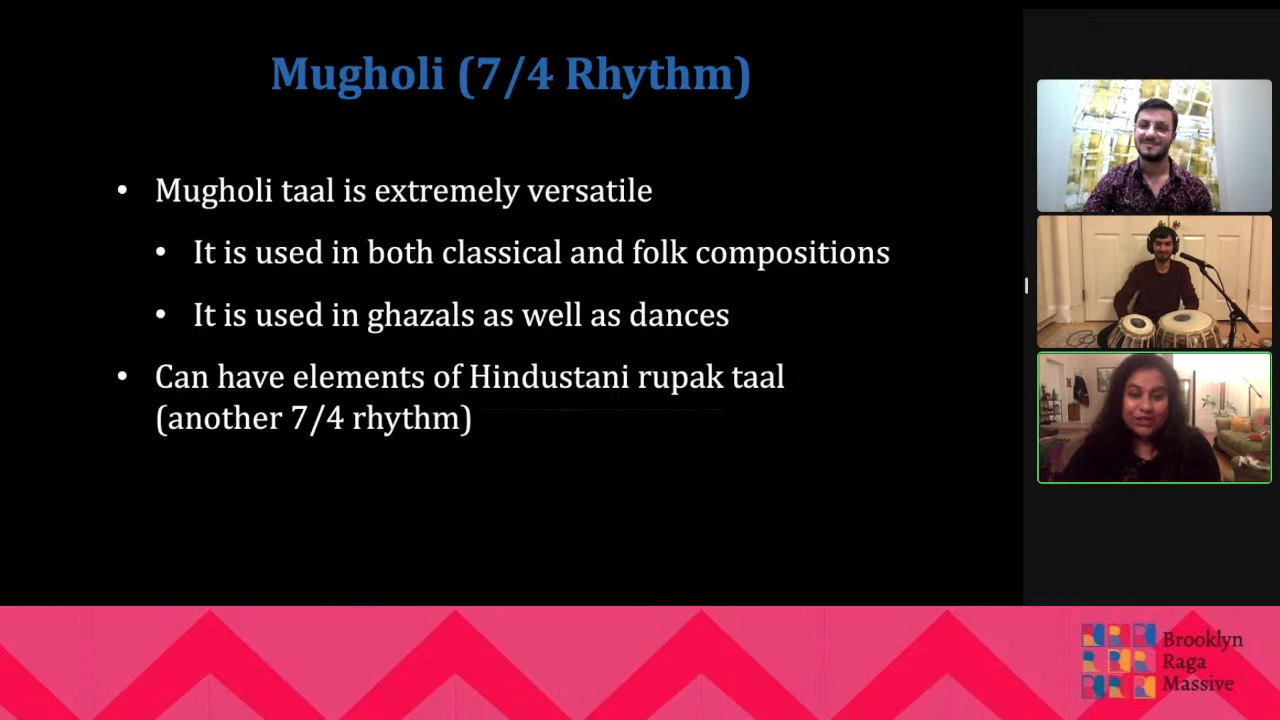 Mugholi (7/4 Rhythm)
• Mugholi taal is extremely versatile
• It is used in both classical and folk compositions
• It is used in ghazals as well as dances
• Can have elements of Hindustani rupak taal
(another 7/4 rhythm)
Brooklyn
Raga
Massive